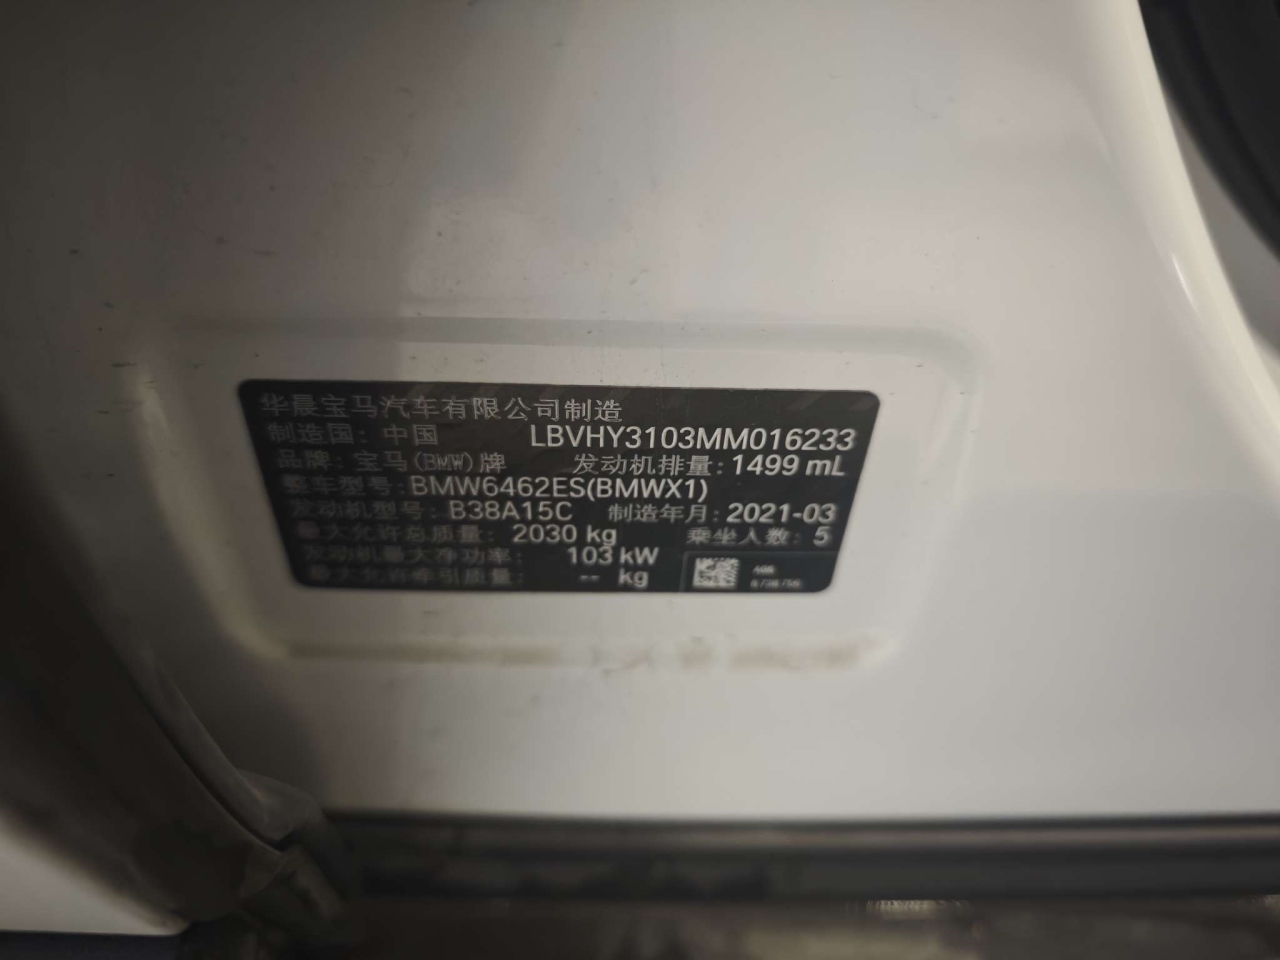 华晨宝马汽车有限公司制造
制造国：中国 LBVHY3103MM016233
品牌：宝马(BMW)牌 发动机排量：1499 mL
整车型号：BMW6462ES(BMWX1)
发动机型号：B38A15C 制造年月：2021-03
最大允许总质量：2030 kg 乘坐人数：5
发动机最大净功率：103 kW
最大允许牵引质量：-- kg